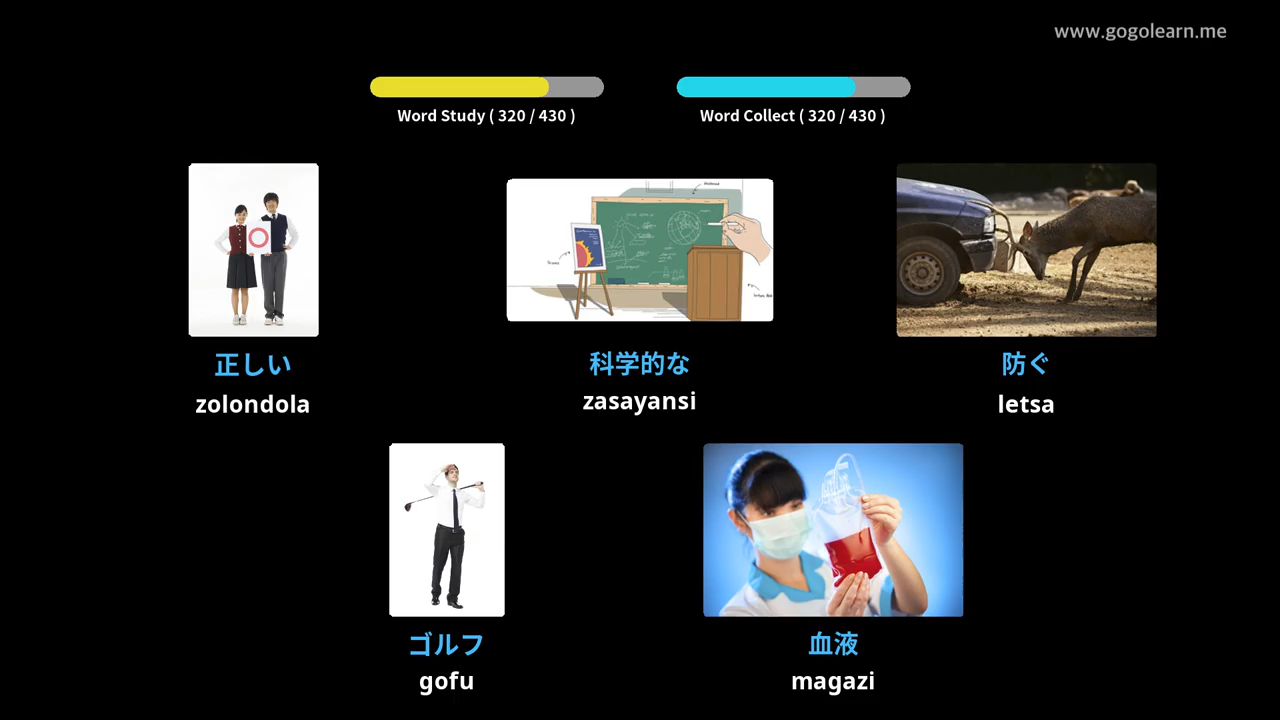 www.gogolearn.me
Word Study ( 320 / 430 )
Word Collect ( 320 / 430 )
正しい
zolondola
科学的な
zasayansi
防ぐ
letsa
ゴルフ
gofu
血液
magazi